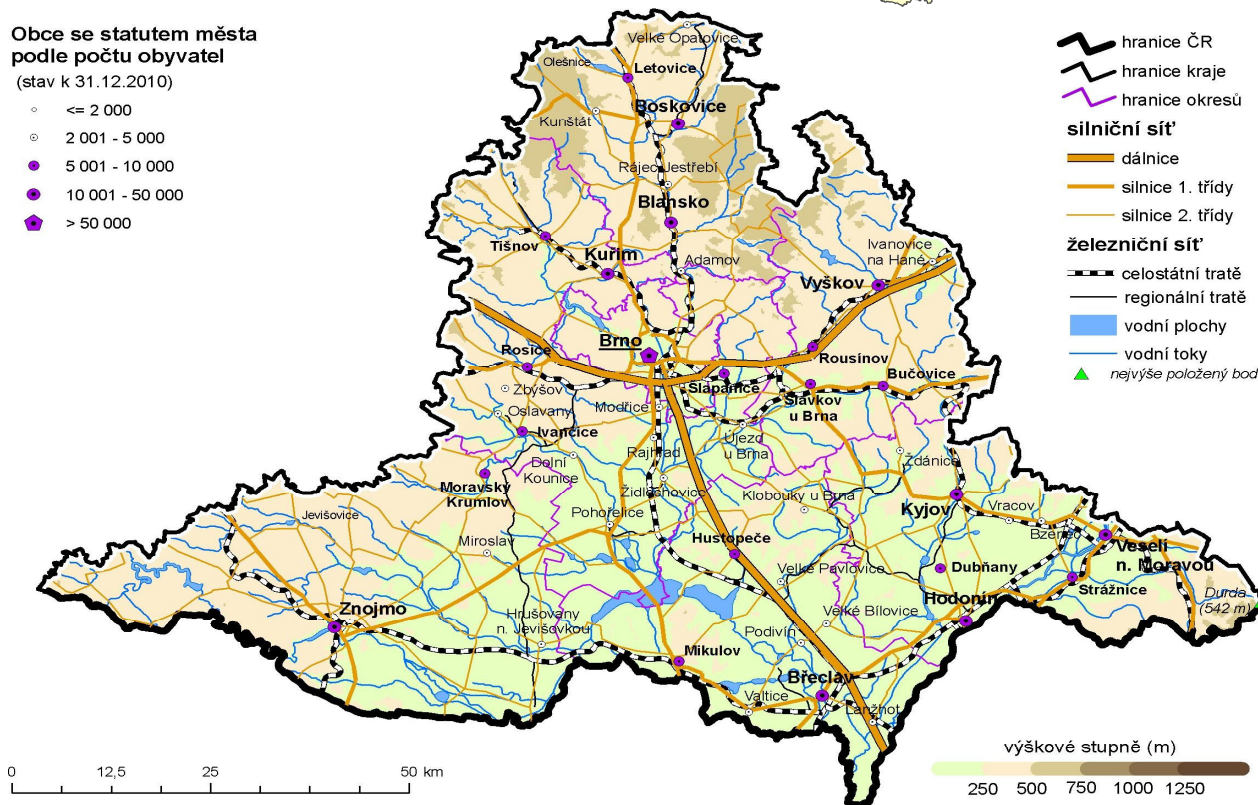 Obce se statutem města
podle počtu obyvatel
(stav k 31.12.2010)
<= 2 000
2 001 - 5 000
5 001 - 10 000
10 001 - 50 000
> 50 000
hranice ČR
hranice kraje
hranice okresů
silniční síť
dálnice
silnice 1. třídy
silnice 2. třídy
železniční síť
celostátní tratě
regionální tratě
vodní plochy
vodní toky
nejvýše položený bod
Velké Opatovice
Olešnice
Letovice
Boskovice
Kunštát
Rájec-Jestřebí
Blansko
Tišnov
Kuřim
Adamov
Ivanovice
na Hané
Vyškov
Brno
Rosice
Rousínov
Šlapanice
Bučovice
Zbýšov
Slavkov
u Brna
Modřice
Oslavany
Ivančice
Újezd
u Brna
Rajhrad
Dolní
Kounice
Ždánice
Moravský
Krumlov
Židlochovice
Klobouky u Brna
Kyjov
Vracov
Jevišovice
Pohořelice
Bzenec
Miroslav
Hustopeče
Veselí
n. Moravou
Velké Pavlovice
Dubňany
Strážnice
Durda
(542 m)
Znojmo
Hrušovany
n. Jevišovkou
Velké Bílovice
Hodonín
Podivín
Mikulov
Břeclav
Valtice
Lanžhot
0
12,5
25
50 km
výškové stupně (m)
250 500 750 1000 1250